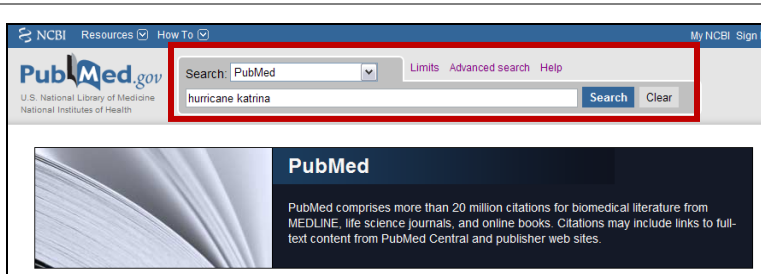 NCBI Resources How To My NCBI Sign
PubMed.gov
U.S. National Library of Medicine
National Institutes of Health
Search: PubMed Limits Advanced search Help
hurricane katrina Search Clear
PubMed
PubMed comprises more than 20 million citations for biomedical literature from
MEDLINE, life science journals, and online books. Citations may include links to full-
text content from PubMed Central and publisher web sites.